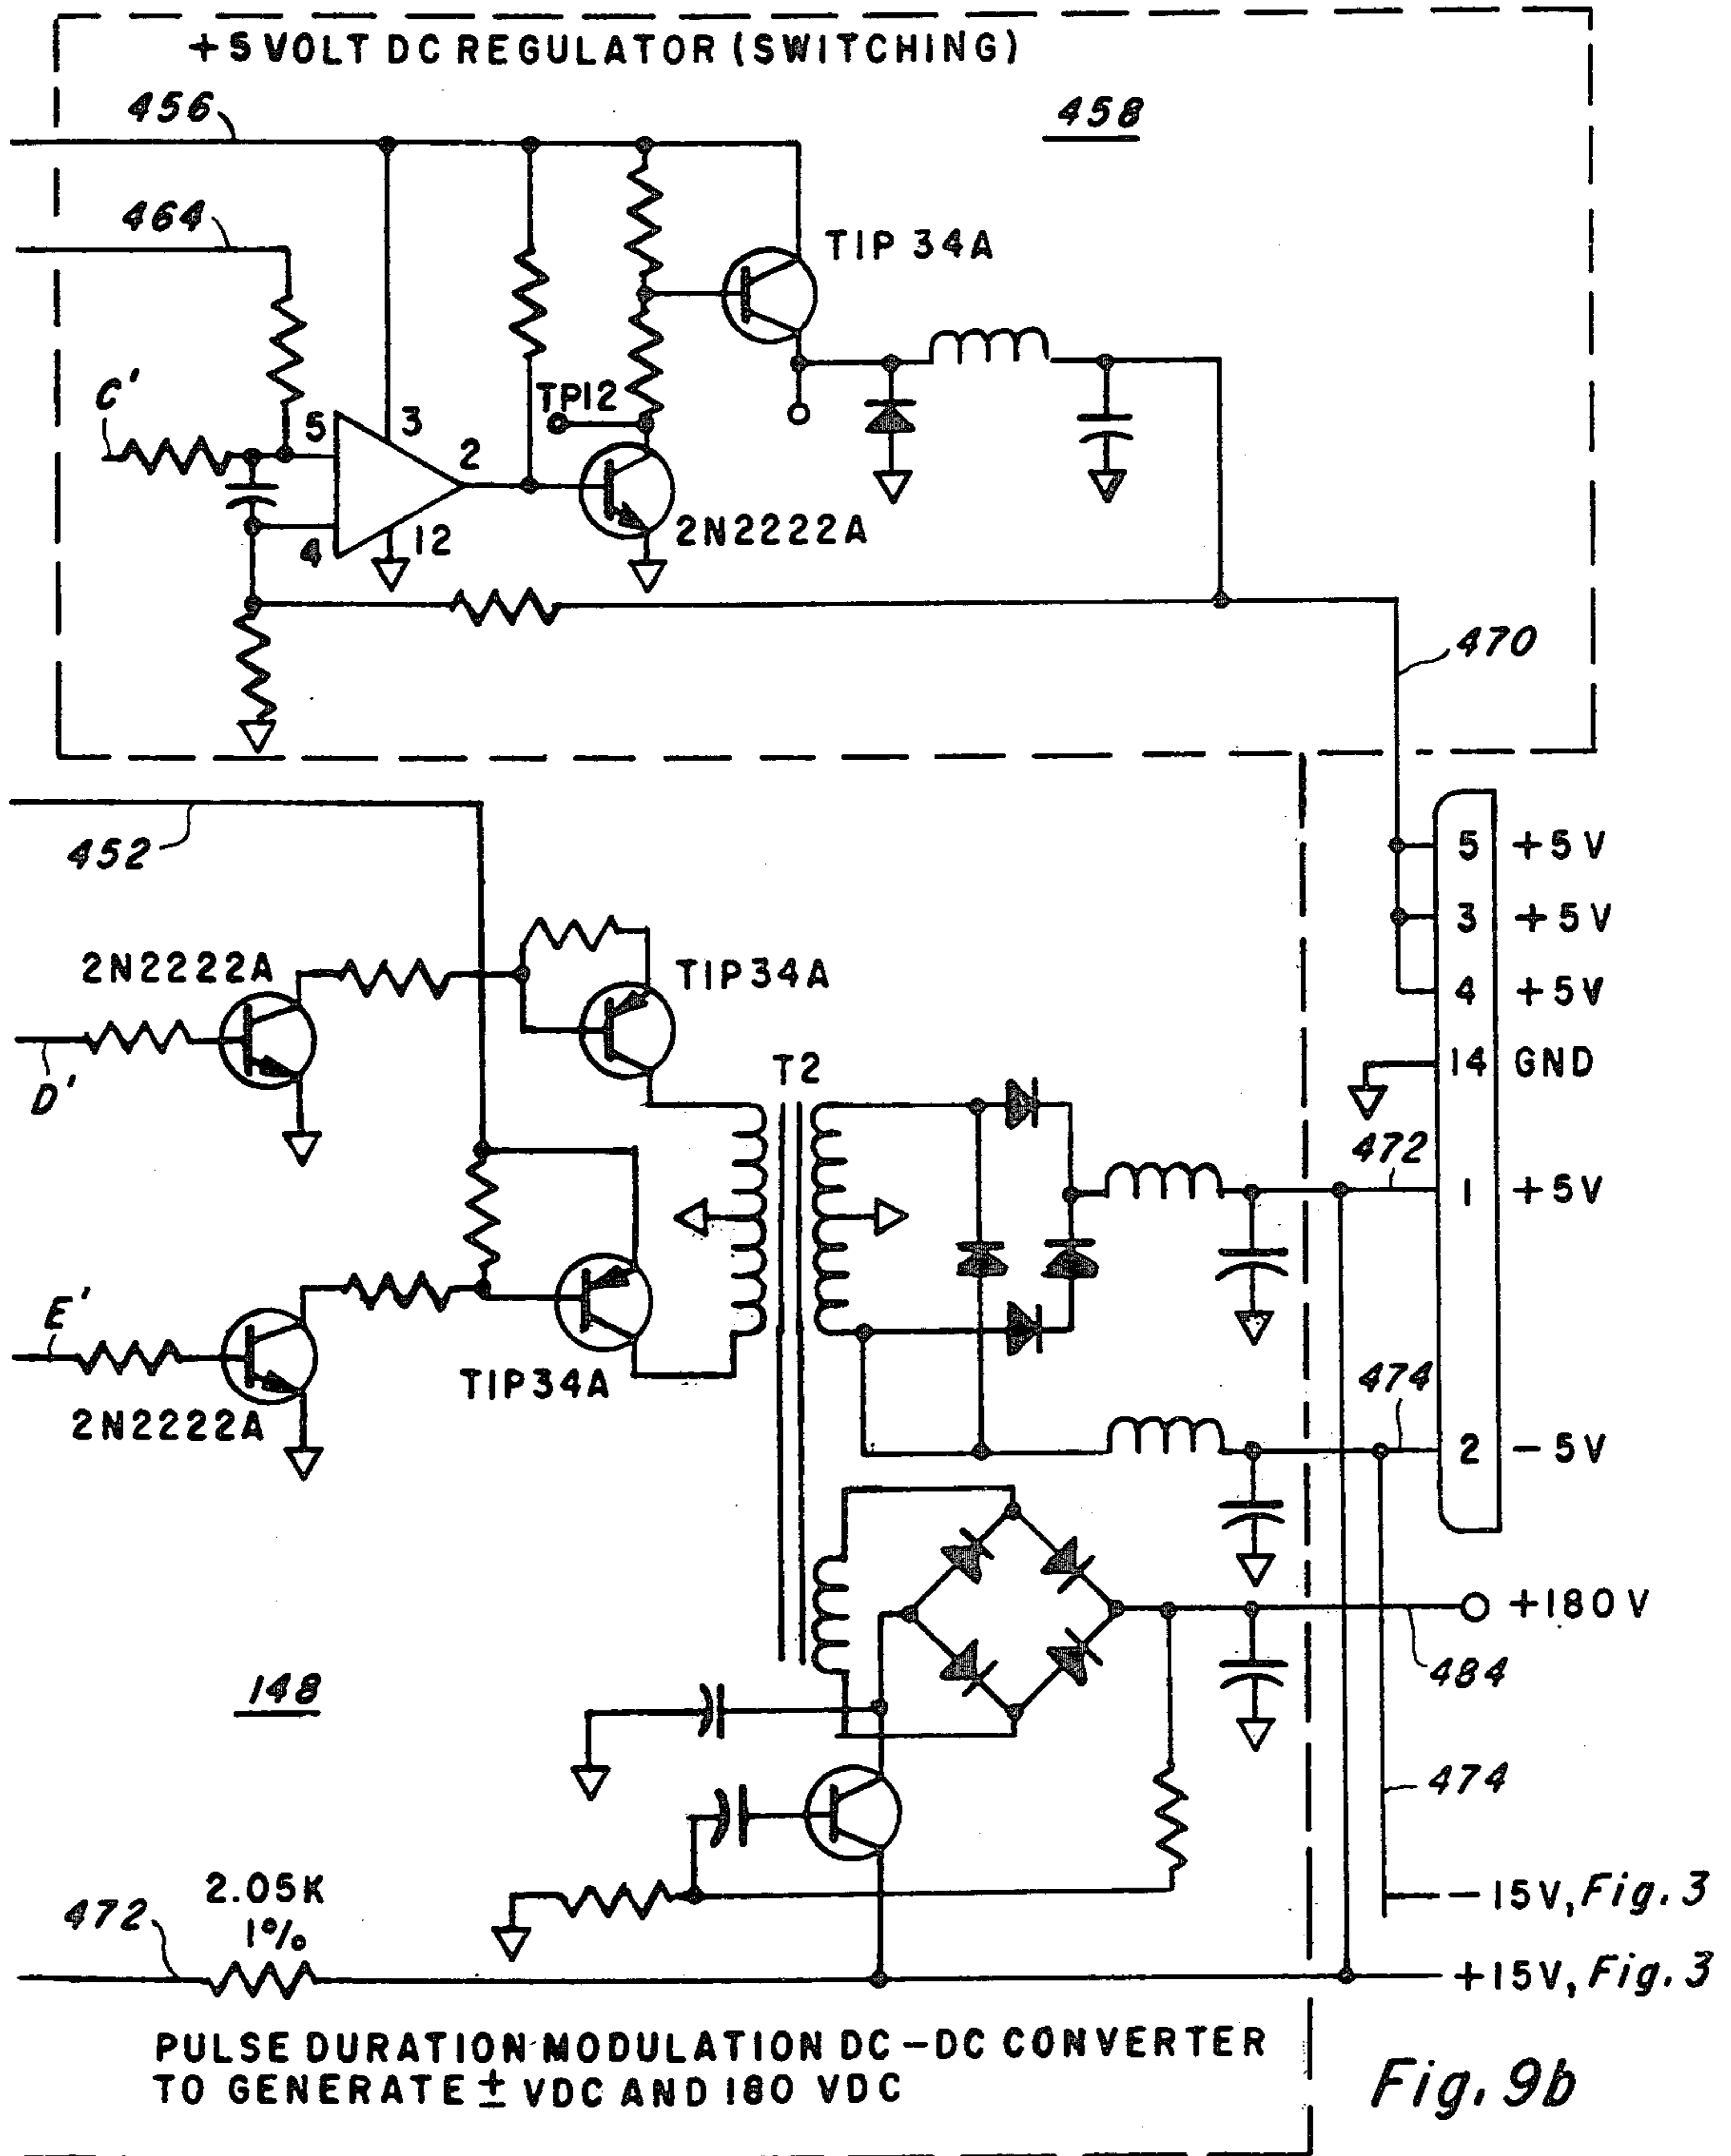 +5 VOLT DC REGULATOR (SWITCHING)
456
458
464
TIP 34A
C'
TP12
5
3
2
4
12
2N2222A
470
452
5 +5V
3 +5V
4 +5V
14 GND
2N2222A
TIP34A
D'
T2
472
1 +5V
E'
TIP34A
2N2222A
474
2 -5V
+180V
484
148
474
2.05K
1%
472
-15V, Fig. 3
+15V, Fig. 3
PULSE DURATION MODULATION DC-DC CONVERTER
TO GENERATE ± VDC AND 180 VDC
Fig. 9b